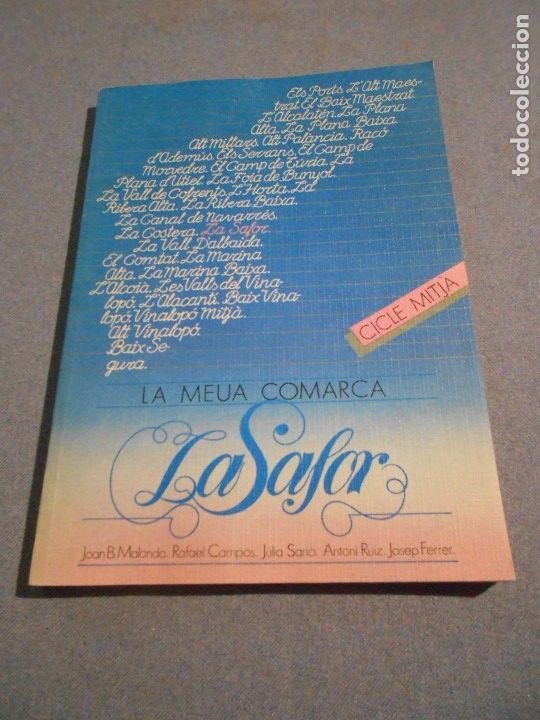 Els Ports. L'Alt Maes-
trat. El Baix Maestrat.
L'Alcalatén. La Plana
Alta. La Plana Baixa.
Alt Millars. Alt Palancia. Racó
d'Ademús. Els Serrans. El Camp de
Morvedre. El Camp de Túria. La
Plana d'Utiel. La Foia de Bunyol.
La Vall de Cofrents. L'Horta. La
Ribera Alta. La Ribera Baixa.
La Canal de Navarrés.
La Costera. La Safor.
La Vall D'albaida.
El Comtat. La Marina
Alta. La Marina Baixa.
L'Alcoià. Les Valls del Vina-
lopó. L'Alacantí. Baix Vina-
lopó. Vinalopó Mitjà.
Alt Vinalopó.
Baix Se-
gura.
CICLE MITJÀ
LA MEUA COMARCA
La Safor
Joan B. Malonda. Rafael Campos. Júlia Sanò. Antoni Ruiz. Josep Ferrer.
todocoleccion.net